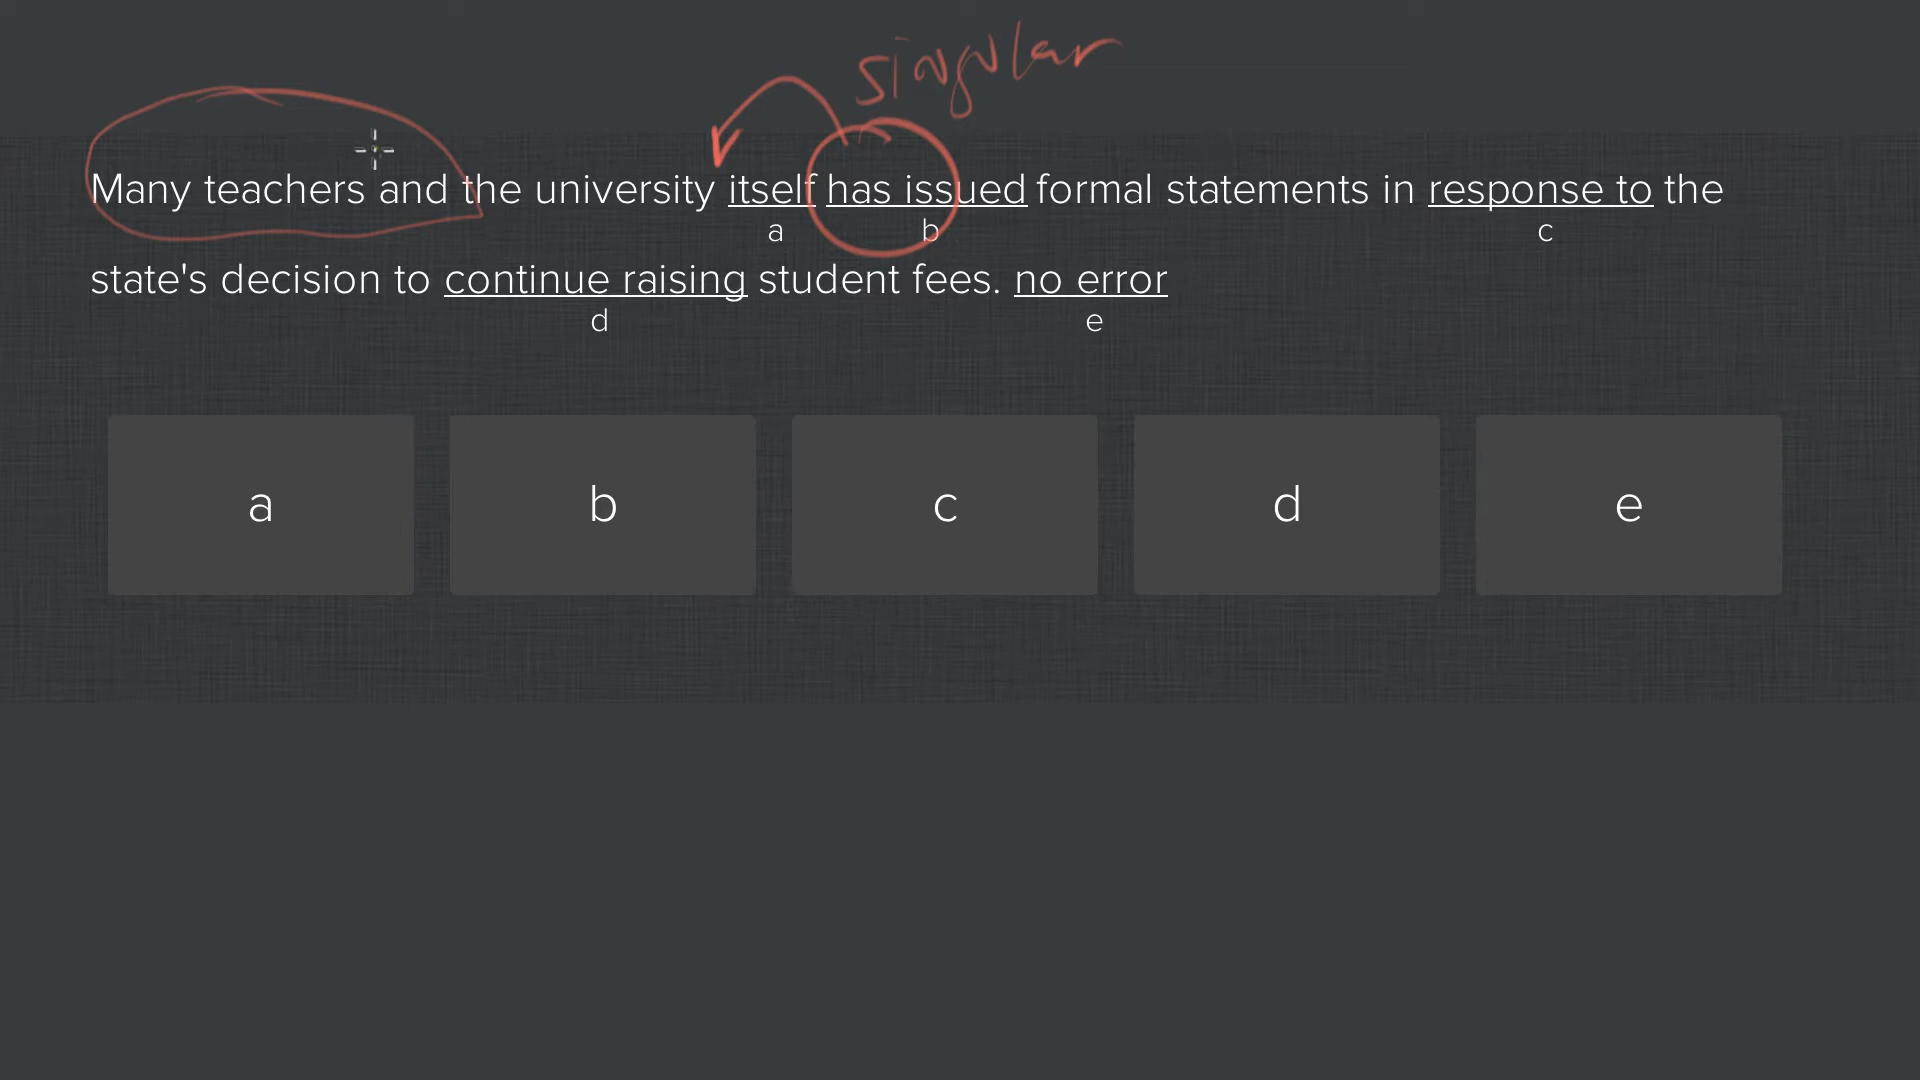 singular
Many teachers and the university itself has issued formal statements in response to the
a b c
state's decision to continue raising student fees. no error
d e
a b c d e